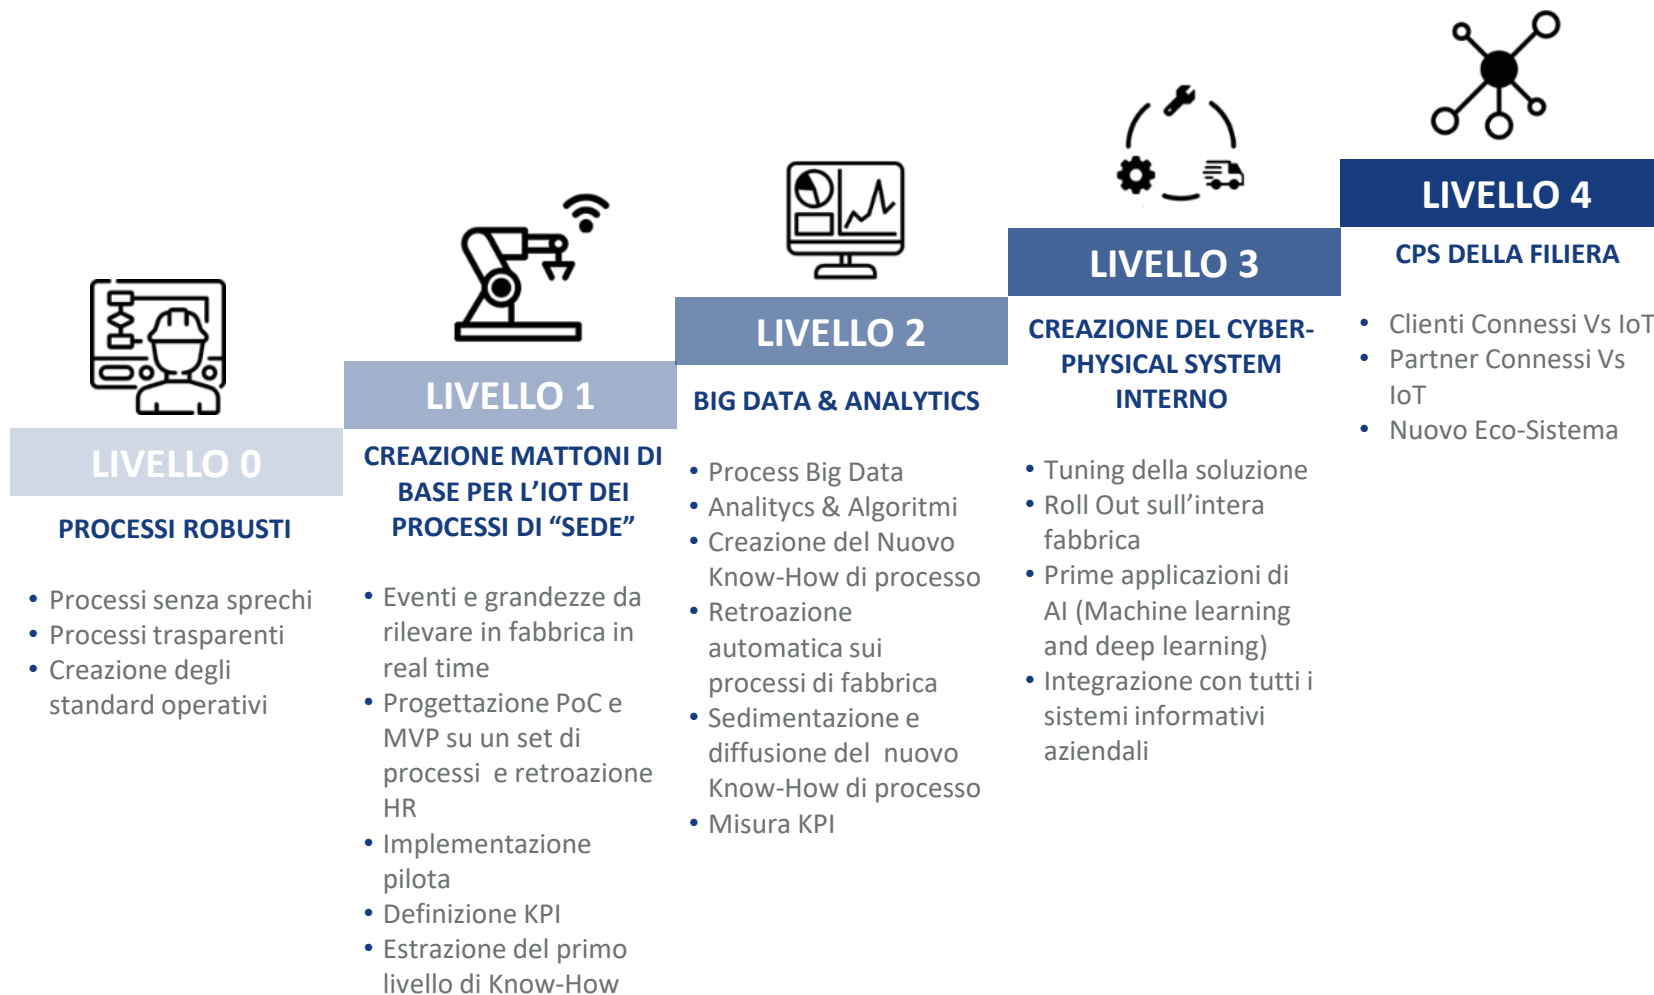 LIVELLO 0
PROCESSI ROBUSTI
• Processi senza sprechi
• Processi trasparenti
• Creazione degli
standard operativi
LIVELLO 1
CREAZIONE MATTONI DI
BASE PER L’IOT DEI
PROCESSI DI “SEDE”
• Eventi e grandezze da
rilevare in fabbrica in
real time
• Progettazione PoC e
MVP su un set di
processi e retroazione
HR
• Implementazione
pilota
• Definizione KPI
• Estrazione del primo
livello di Know-How
LIVELLO 2
BIG DATA & ANALYTICS
• Process Big Data
• Analitycs & Algoritmi
• Creazione del Nuovo
Know-How di processo
• Retroazione
automatica sui
processi di fabbrica
• Sedimentazione e
diffusione del nuovo
Know-How di processo
• Misura KPI
LIVELLO 3
CREAZIONE DEL CYBER-
PHYSICAL SYSTEM
INTERNO
• Tuning della soluzione
• Roll Out sull’intera
fabbrica
• Prime applicazioni di
AI (Machine learning
and deep learning)
• Integrazione con tutti i
sistemi informativi
aziendali
LIVELLO 4
CPS DELLA FILIERA
• Clienti Connessi Vs IoT
• Partner Connessi Vs
IoT
• Nuovo Eco-Sistema